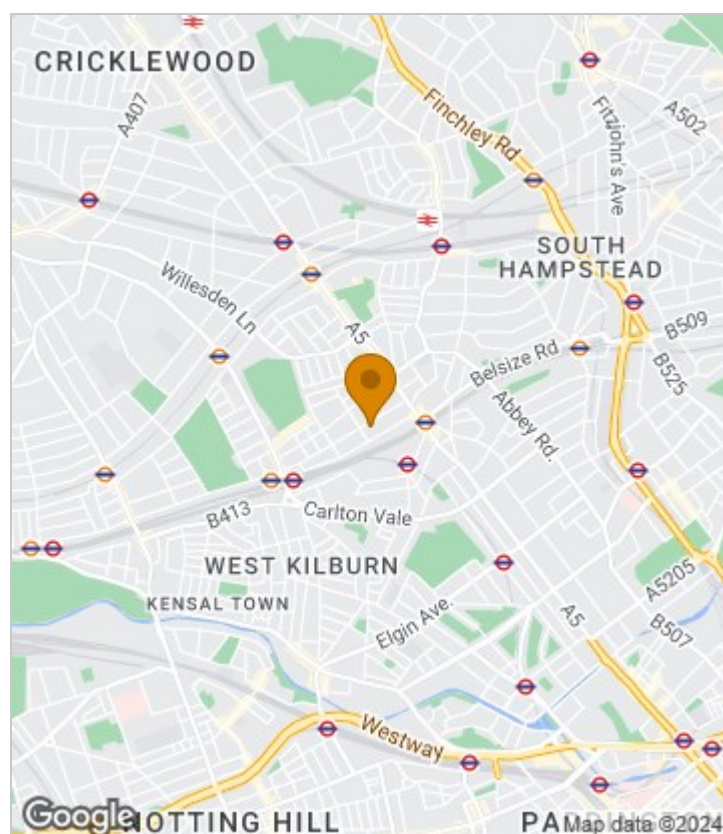 CRICKLEWOOD
A407
Finchley Rd
Fitzjohn's Ave
A502
SOUTH
HAMPSTEAD
Willesden Ln
A5
Belsize Rd
B509
B525
Abbey Rd.
B413
Carlton Vale
WEST KILBURN
KENSAL TOWN
Elgin Ave.
A5
A5205
B507
Westway
Google
NOTTING HILL
Map data ©2024